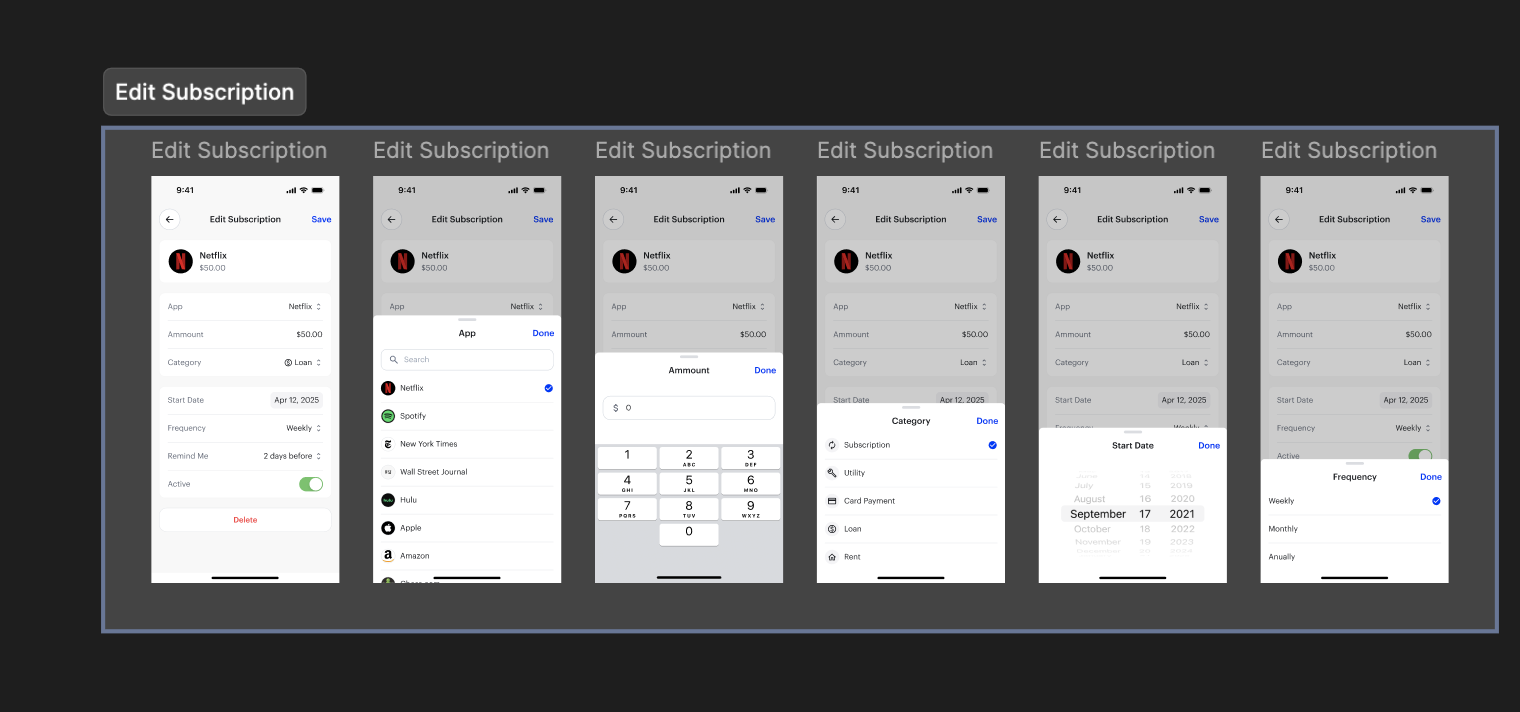 Edit Subscription
Edit Subscription
9:41
Edit Subscription
Save
Netflix
$50.00
App
Netflix
Ammount
$50.00
Category
Loan
Start Date
Apr 12, 2025
Frequency
Weekly
Remind Me
2 days before
Active
Delete
Edit Subscription
9:41
Edit Subscription
Save
Netflix
$50.00
App
Netflix
App
Done
Search
Netflix
Spotify
New York Times
Wall Street Journal
hulu
Hulu
Apple
a
Amazon
Edit Subscription
9:41
Edit Subscription
Save
Netflix
$50.00
App
Netflix
Ammount
$50.00
Ammount
Done
$ 0
1
2
ABC
3
DEF
4
GHI
5
JKL
6
MNO
7
PQRS
8
TUV
9
WXYZ
0
Edit Subscription
9:41
Edit Subscription
Save
Netflix
$50.00
App
Netflix
Ammount
$50.00
Category
Loan
Start Date
Apr 12, 2025
Category
Done
Subscription
Utility
Card Payment
Loan
Rent
Edit Subscription
9:41
Edit Subscription
Save
Netflix
$50.00
App
Netflix
Ammount
$50.00
Category
Loan
Start Date
Apr 12, 2025
Frequency
Weekly
Start Date
Done
June 14 2018
July 15 2019
August 16 2020
September 17 2021
October 18 2022
November 19 2023
Edit Subscription
9:41
Edit Subscription
Save
Netflix
$50.00
App
Netflix
Ammount
$50.00
Category
Loan
Start Date
Apr 12, 2025
Frequency
Weekly
Active
Frequency
Done
Weekly
Monthly
Anually